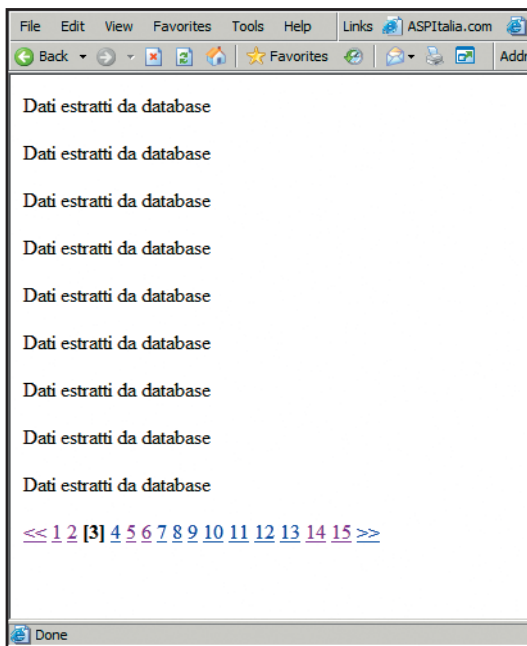 File Edit View Favorites Tools Help Links ASPItalia.com
Back Favorites
Dati estratti da database
Dati estratti da database
Dati estratti da database
Dati estratti da database
Dati estratti da database
Dati estratti da database
Dati estratti da database
Dati estratti da database
Dati estratti da database
<< 1 2 [3] 4 5 6 7 8 9 10 11 12 13 14 15 >>
Done